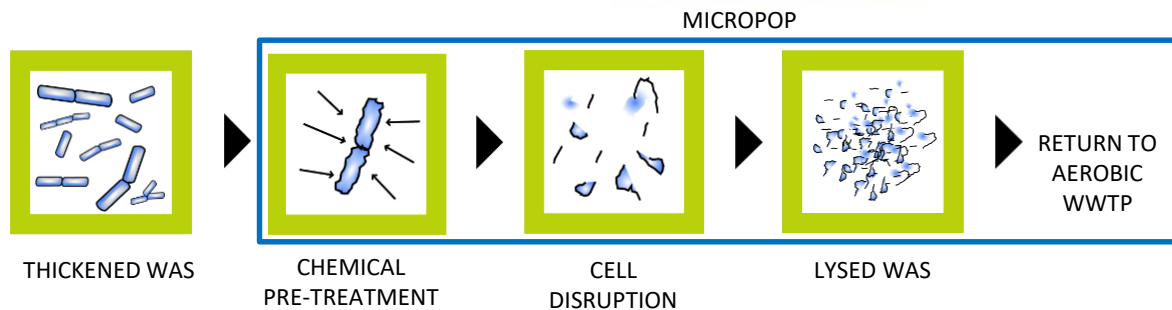 MICROPOP
RETURN TO
AEROBIC
WWTP
THICKENED WAS
CHEMICAL
PRE-TREATMENT
CELL
DISRUPTION
LYSED WAS